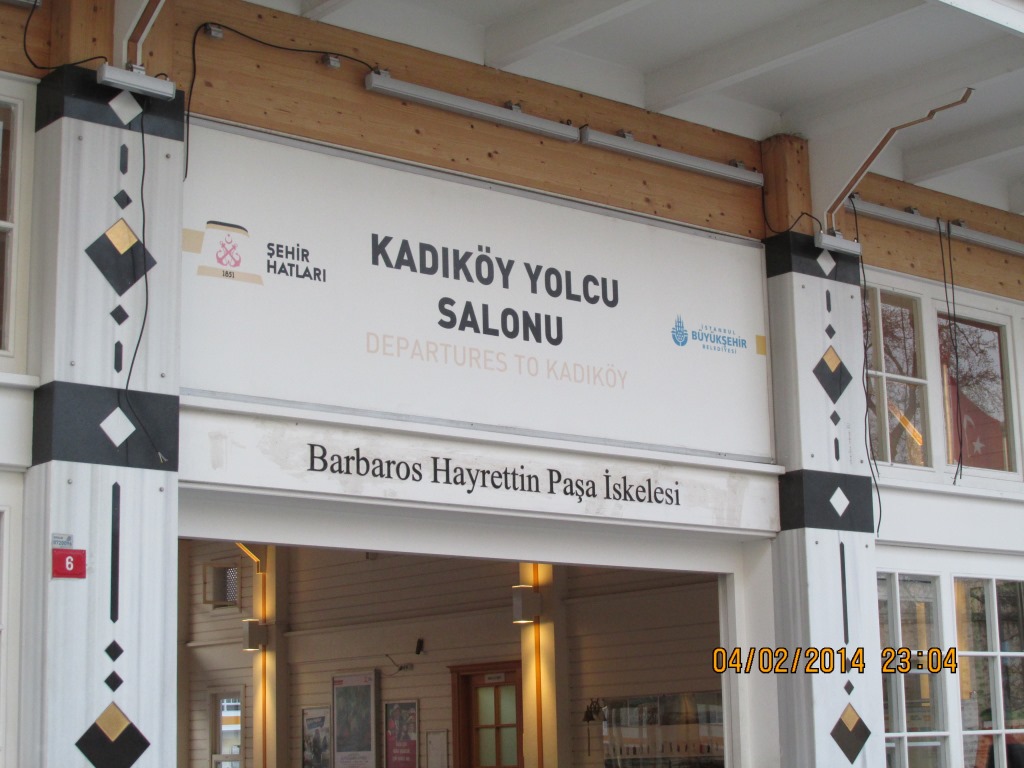 1851
ŞEHİR
HATLARI
KADIKÖY YOLCU
SALONU
DEPARTURES TO KADIKÖY
İSTANBUL
BÜYÜKŞEHİR
BELEDİYESİ
Barbaros Hayrettin Paşa İskelesi
6
04/02/2014 23:04